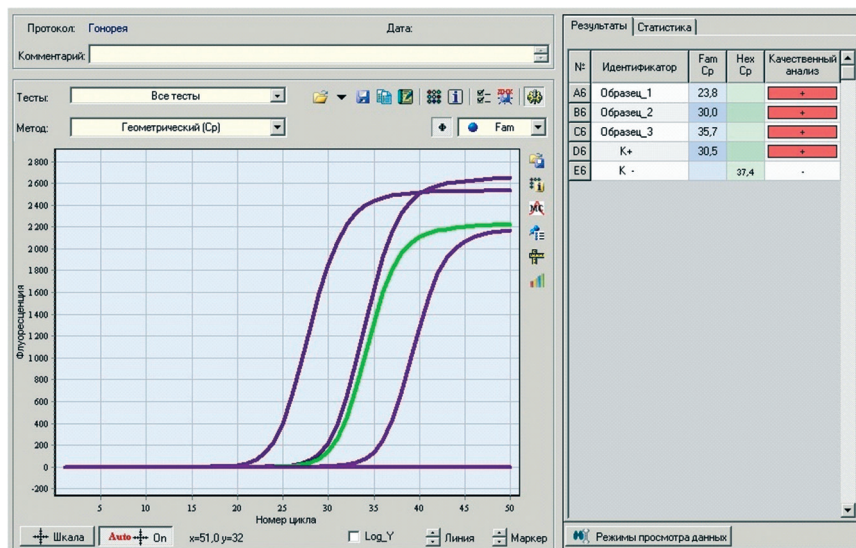 Протокол: Гонорея Дата:
Комментарий:
Тесты: Все тесты
Метод: Геометрический (Cp) Fam
2 800
2 600
2 400
2 200
2 000
1 800
1 600
1 400
1 200
1 000
800
600
400
200
0
-200
Флуоресценция
5 10 15 20 25 30 35 40 45 50
Номер цикла
Шкала Auto On x=51,0 y=32 Log_Y Линия Маркер
Результаты Статистика
№ Идентификатор Fam Cp Hex Cp Качественный анализ
A6 Образец_1 23,8 +
B6 Образец_2 30,0 +
C6 Образец_3 35,7 +
D6 К+ 30,5 +
E6 К - 37,4 -
Режимы просмотра данных